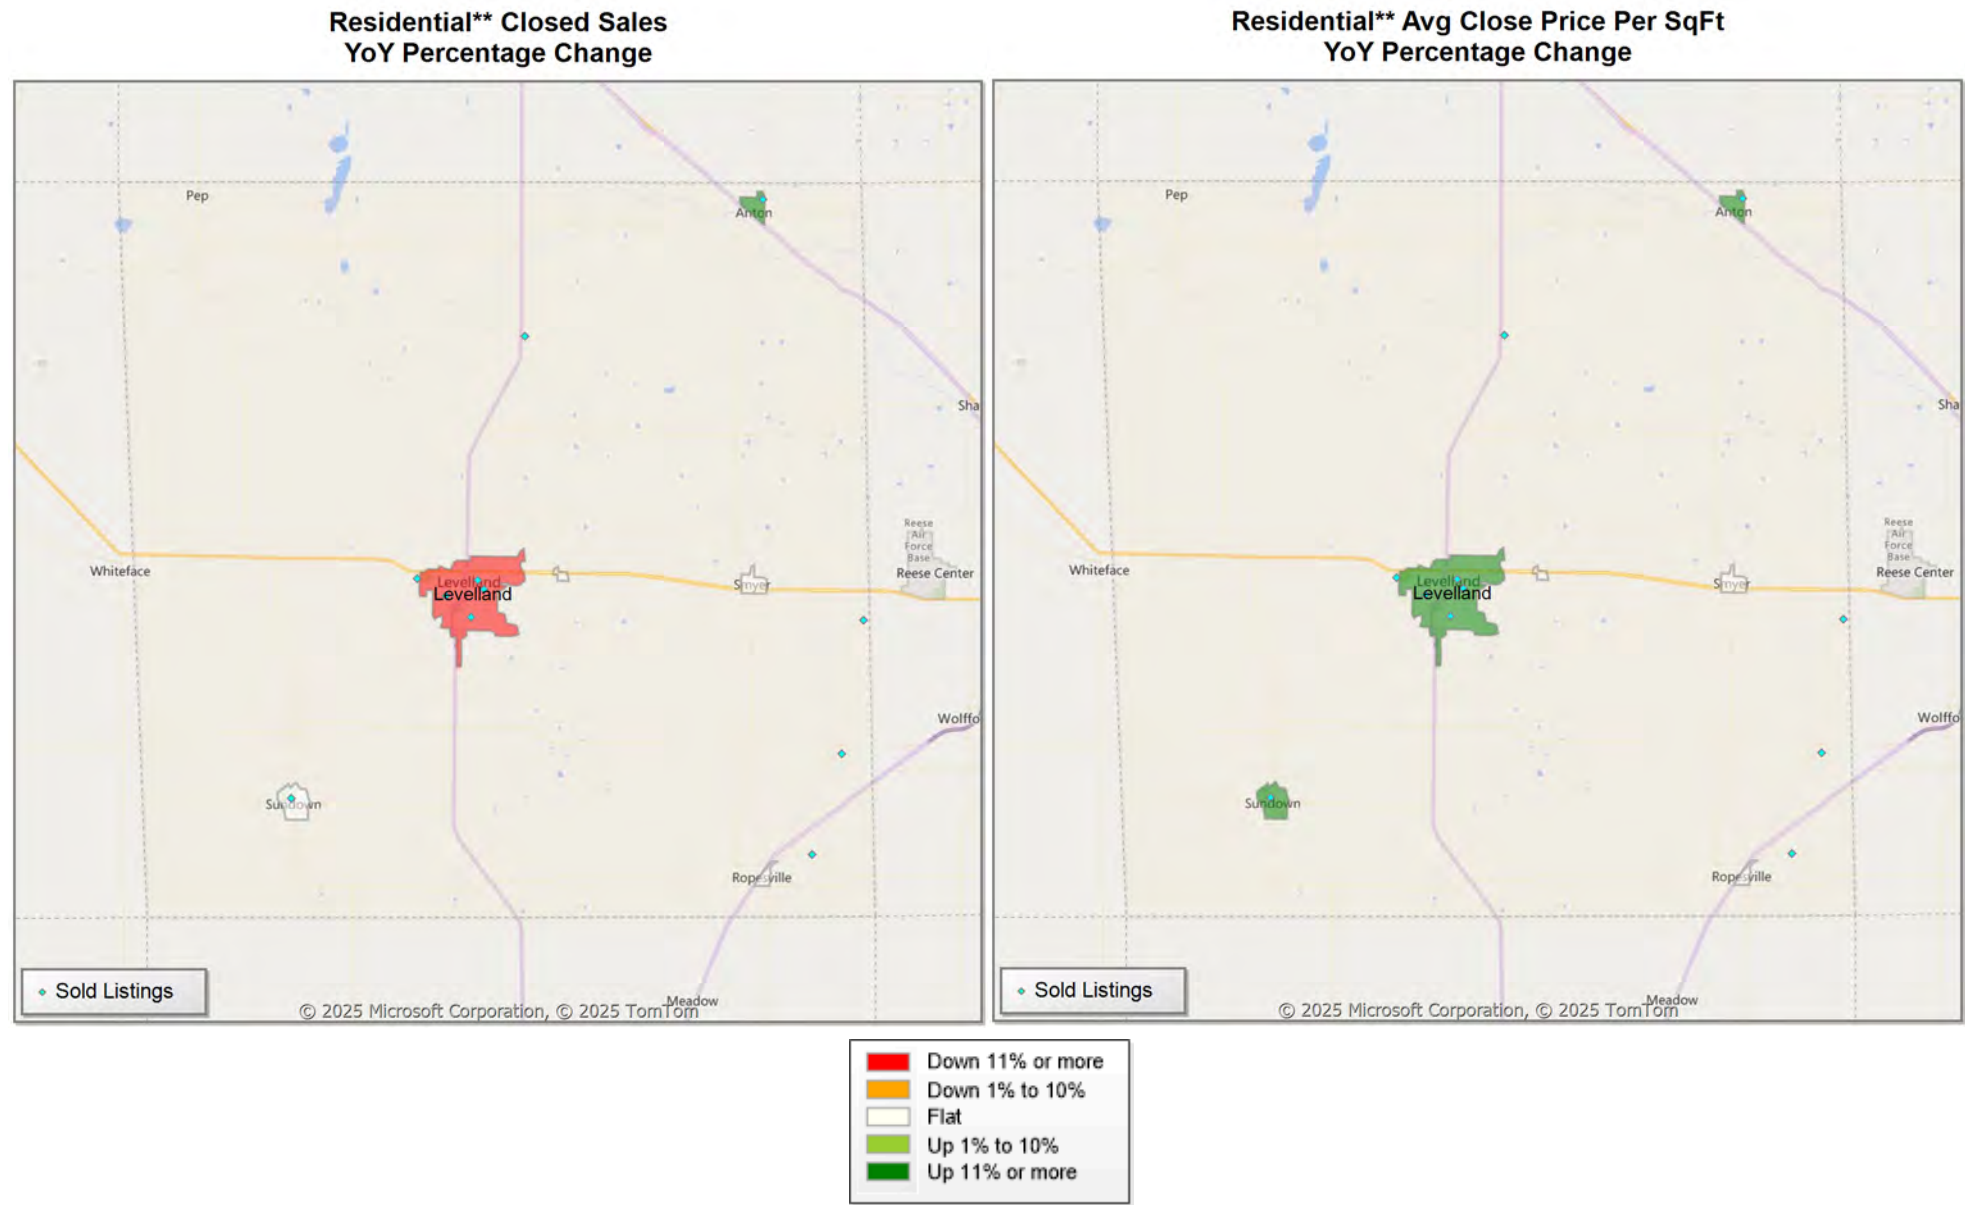 Residential** Closed Sales
YoY Percentage Change
Pep
Anton
Sha
Reese
Air
Force
Base
Reese Center
Whiteface
Levelland
Levelland
Smyer
Wolffo
Sundown
Ropesville
Meadow
Sold Listings
© 2025 Microsoft Corporation, © 2025 TomTom
Residential** Avg Close Price Per SqFt
YoY Percentage Change
Pep
Anton
Sha
Reese
Air
Force
Base
Reese Center
Whiteface
Levelland
Levelland
Smyer
Wolffo
Sundown
Ropesville
Meadow
Sold Listings
© 2025 Microsoft Corporation, © 2025 TomTom
Down 11% or more
Down 1% to 10%
Flat
Up 1% to 10%
Up 11% or more